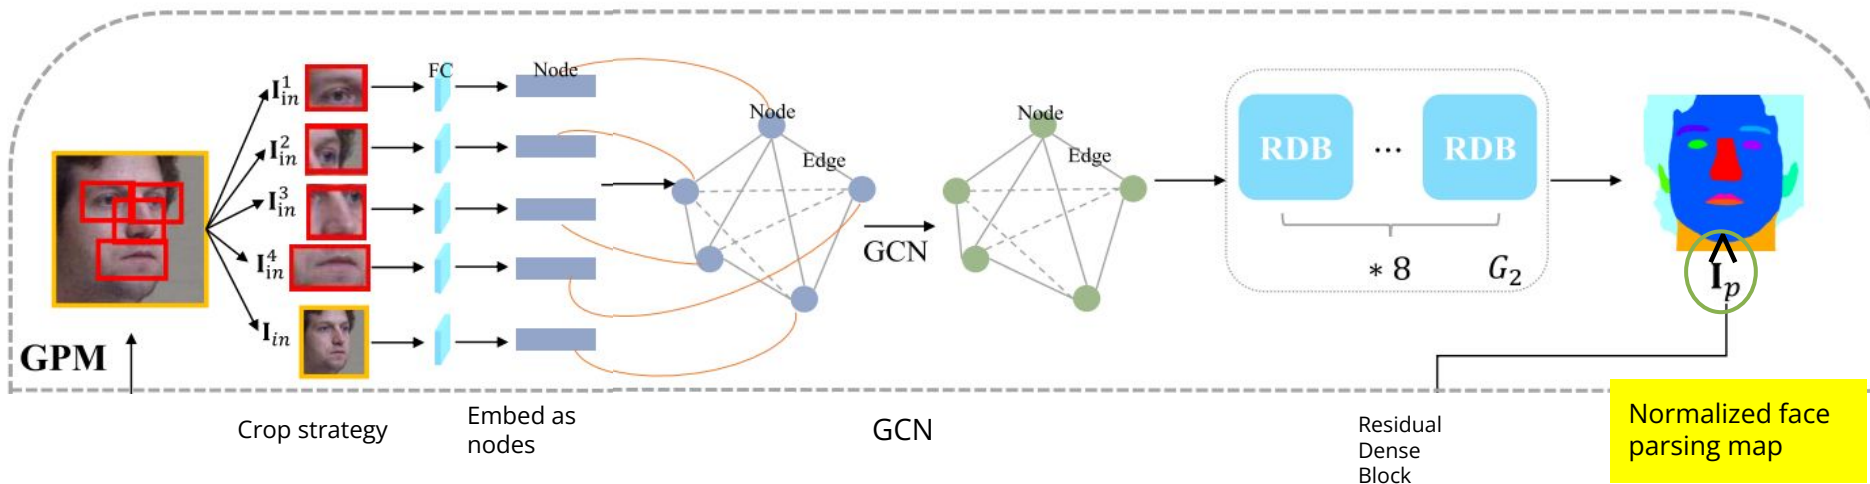 FC
Node
I¹in
I²in
I³in
I⁴in
Iin
Node
Edge
GCN
Node
Edge
RDB ... RDB
* 8
G₂
Iₚ
GPM
Crop strategy
Embed as
nodes
GCN
Residual
Dense
Block
Normalized face
parsing map